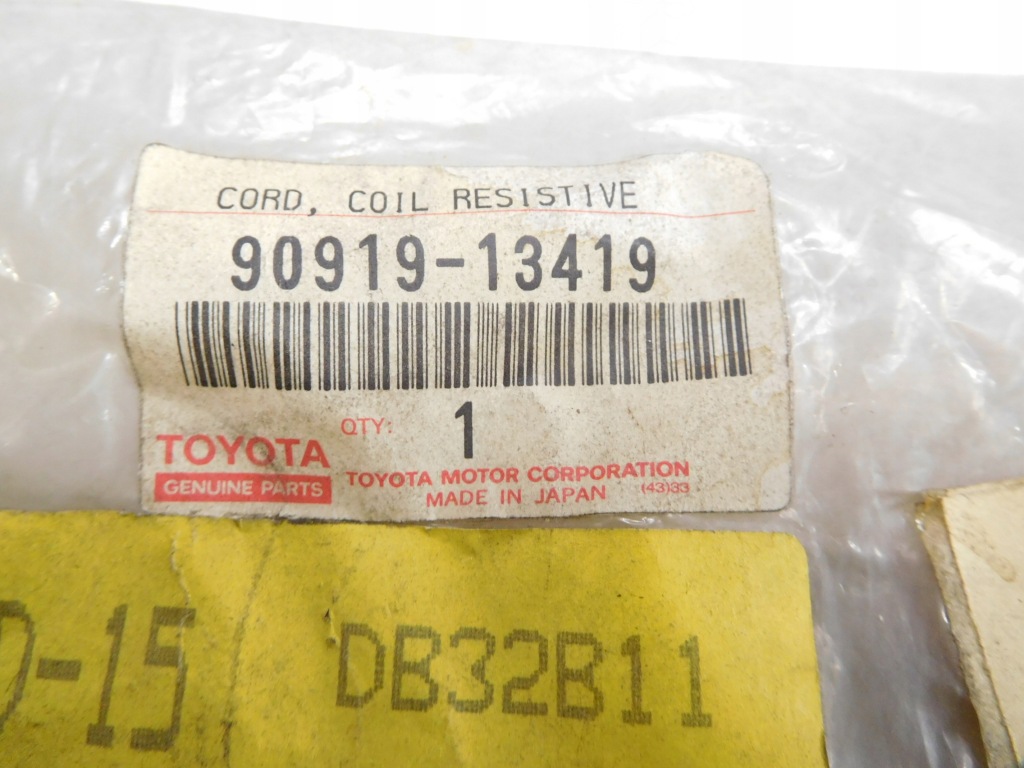 CORD, COIL RESISTIVE
90919-13419
QTY: 1
TOYOTA
GENUINE PARTS
TOYOTA MOTOR CORPORATION
MADE IN JAPAN (43)33
D-15 DB32B11